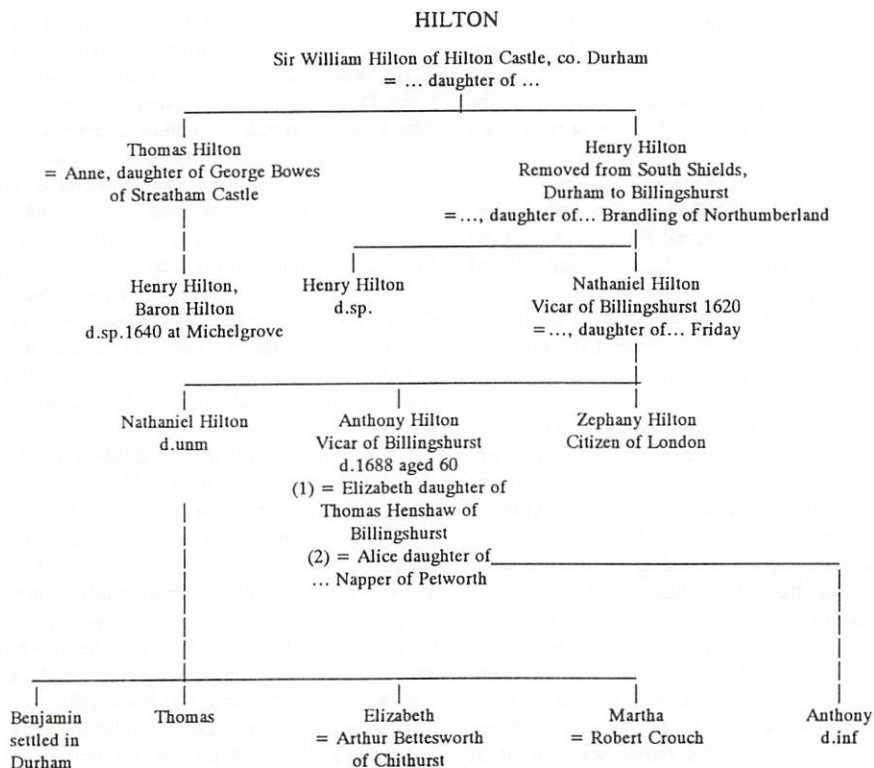 HILTON
Sir William Hilton of Hilton Castle, co. Durham
= ... daughter of ...
Thomas Hilton
= Anne, daughter of George Bowes
of Streatham Castle
Henry Hilton
Removed from South Shields,
Durham to Billingshurst
=..., daughter of... Brandling of Northumberland
Henry Hilton,
Baron Hilton
d.sp.1640 at Michelgrove
Henry Hilton
d.sp.
Nathaniel Hilton
Vicar of Billingshurst 1620
=..., daughter of... Friday
Nathaniel Hilton
d.unm
Anthony Hilton
Vicar of Billingshurst
d.1688 aged 60
(1) = Elizabeth daughter of
Thomas Henshaw of
Billingshurst
(2) = Alice daughter of
... Napper of Petworth
Zephany Hilton
Citizen of London
Benjamin
settled in
Durham
Thomas
Elizabeth
= Arthur Bettesworth
of Chithurst
Martha
= Robert Crouch
Anthony
d.inf